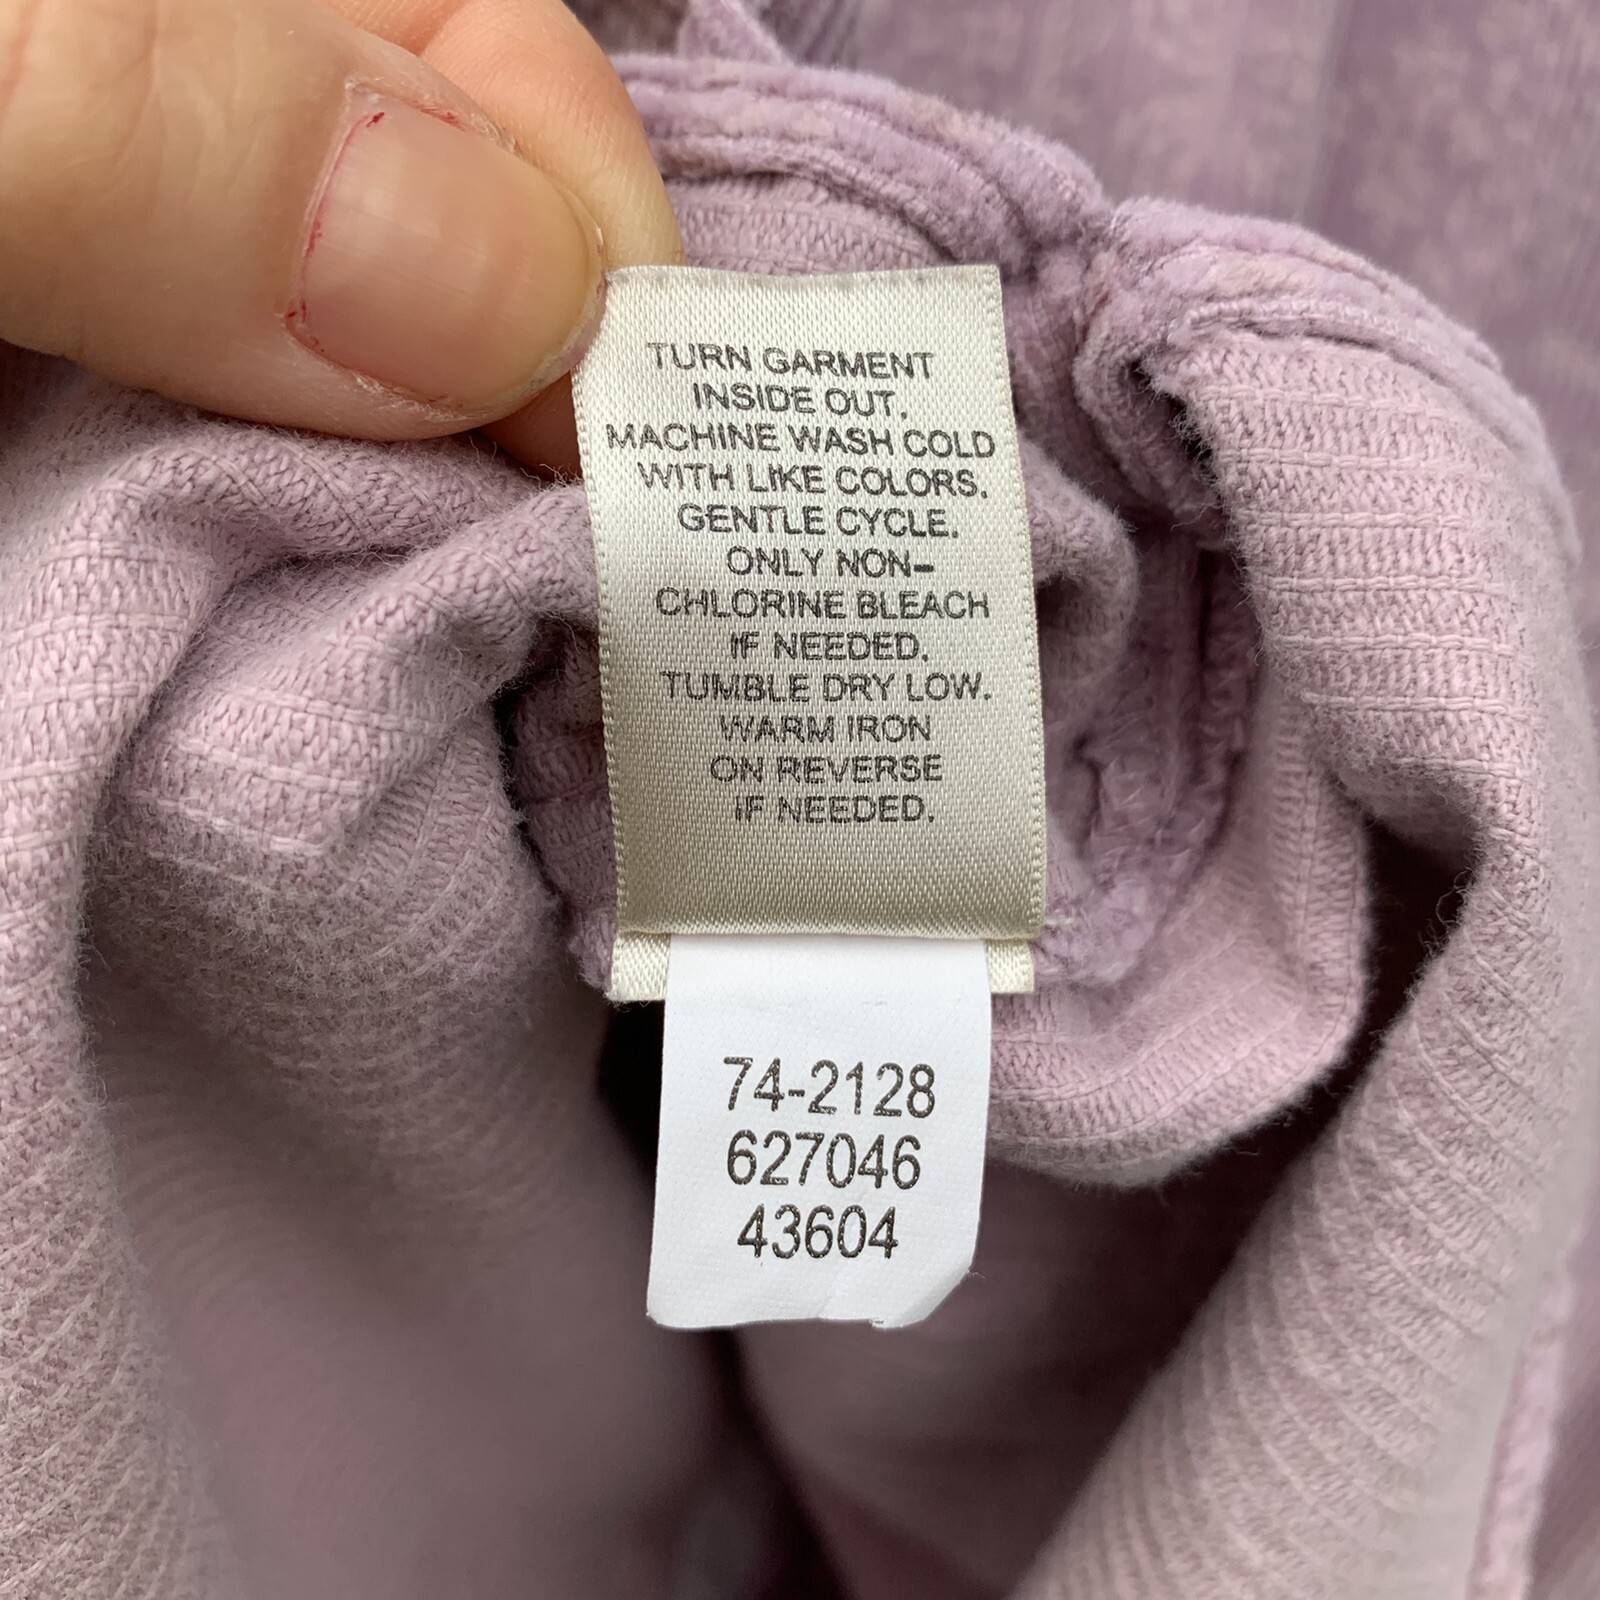 TURN GARMENT
INSIDE OUT.
MACHINE WASH COLD
WITH LIKE COLORS.
GENTLE CYCLE.
ONLY NON-
CHLORINE BLEACH
IF NEEDED.
TUMBLE DRY LOW.
WARM IRON
ON REVERSE
IF NEEDED.
74-2128
627046
43604